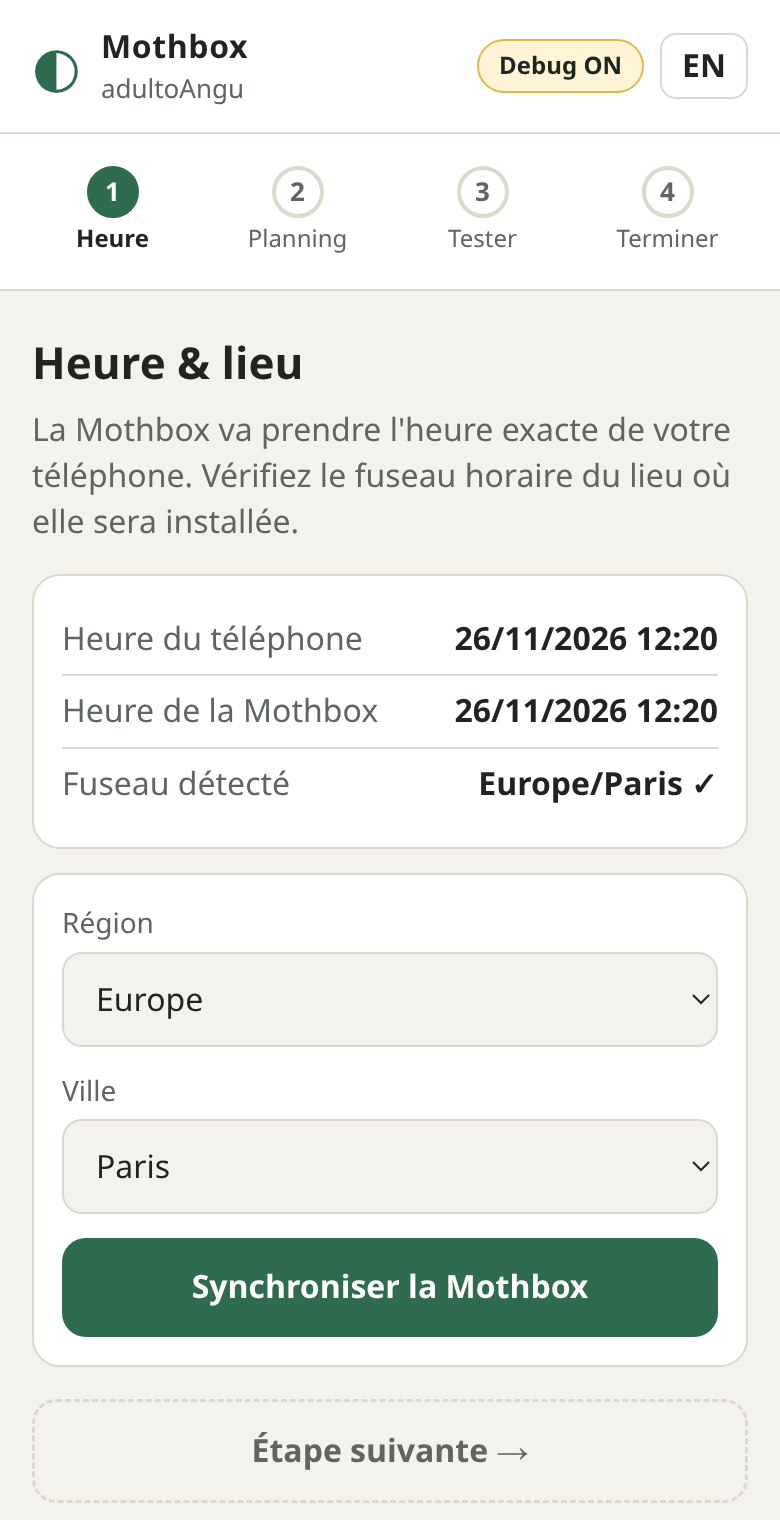 Mothbox
adultoAngu
Debug ON
EN
1
Heure
2
Planning
3
Tester
4
Terminer
Heure & lieu
La Mothbox va prendre l'heure exacte de votre
téléphone. Vérifiez le fuseau horaire du lieu où
elle sera installée.
Heure du téléphone 26/11/2026 12:20
Heure de la Mothbox 26/11/2026 12:20
Fuseau détecté Europe/Paris ✓
Région
Europe
Ville
Paris
Synchroniser la Mothbox
Étape suivante →